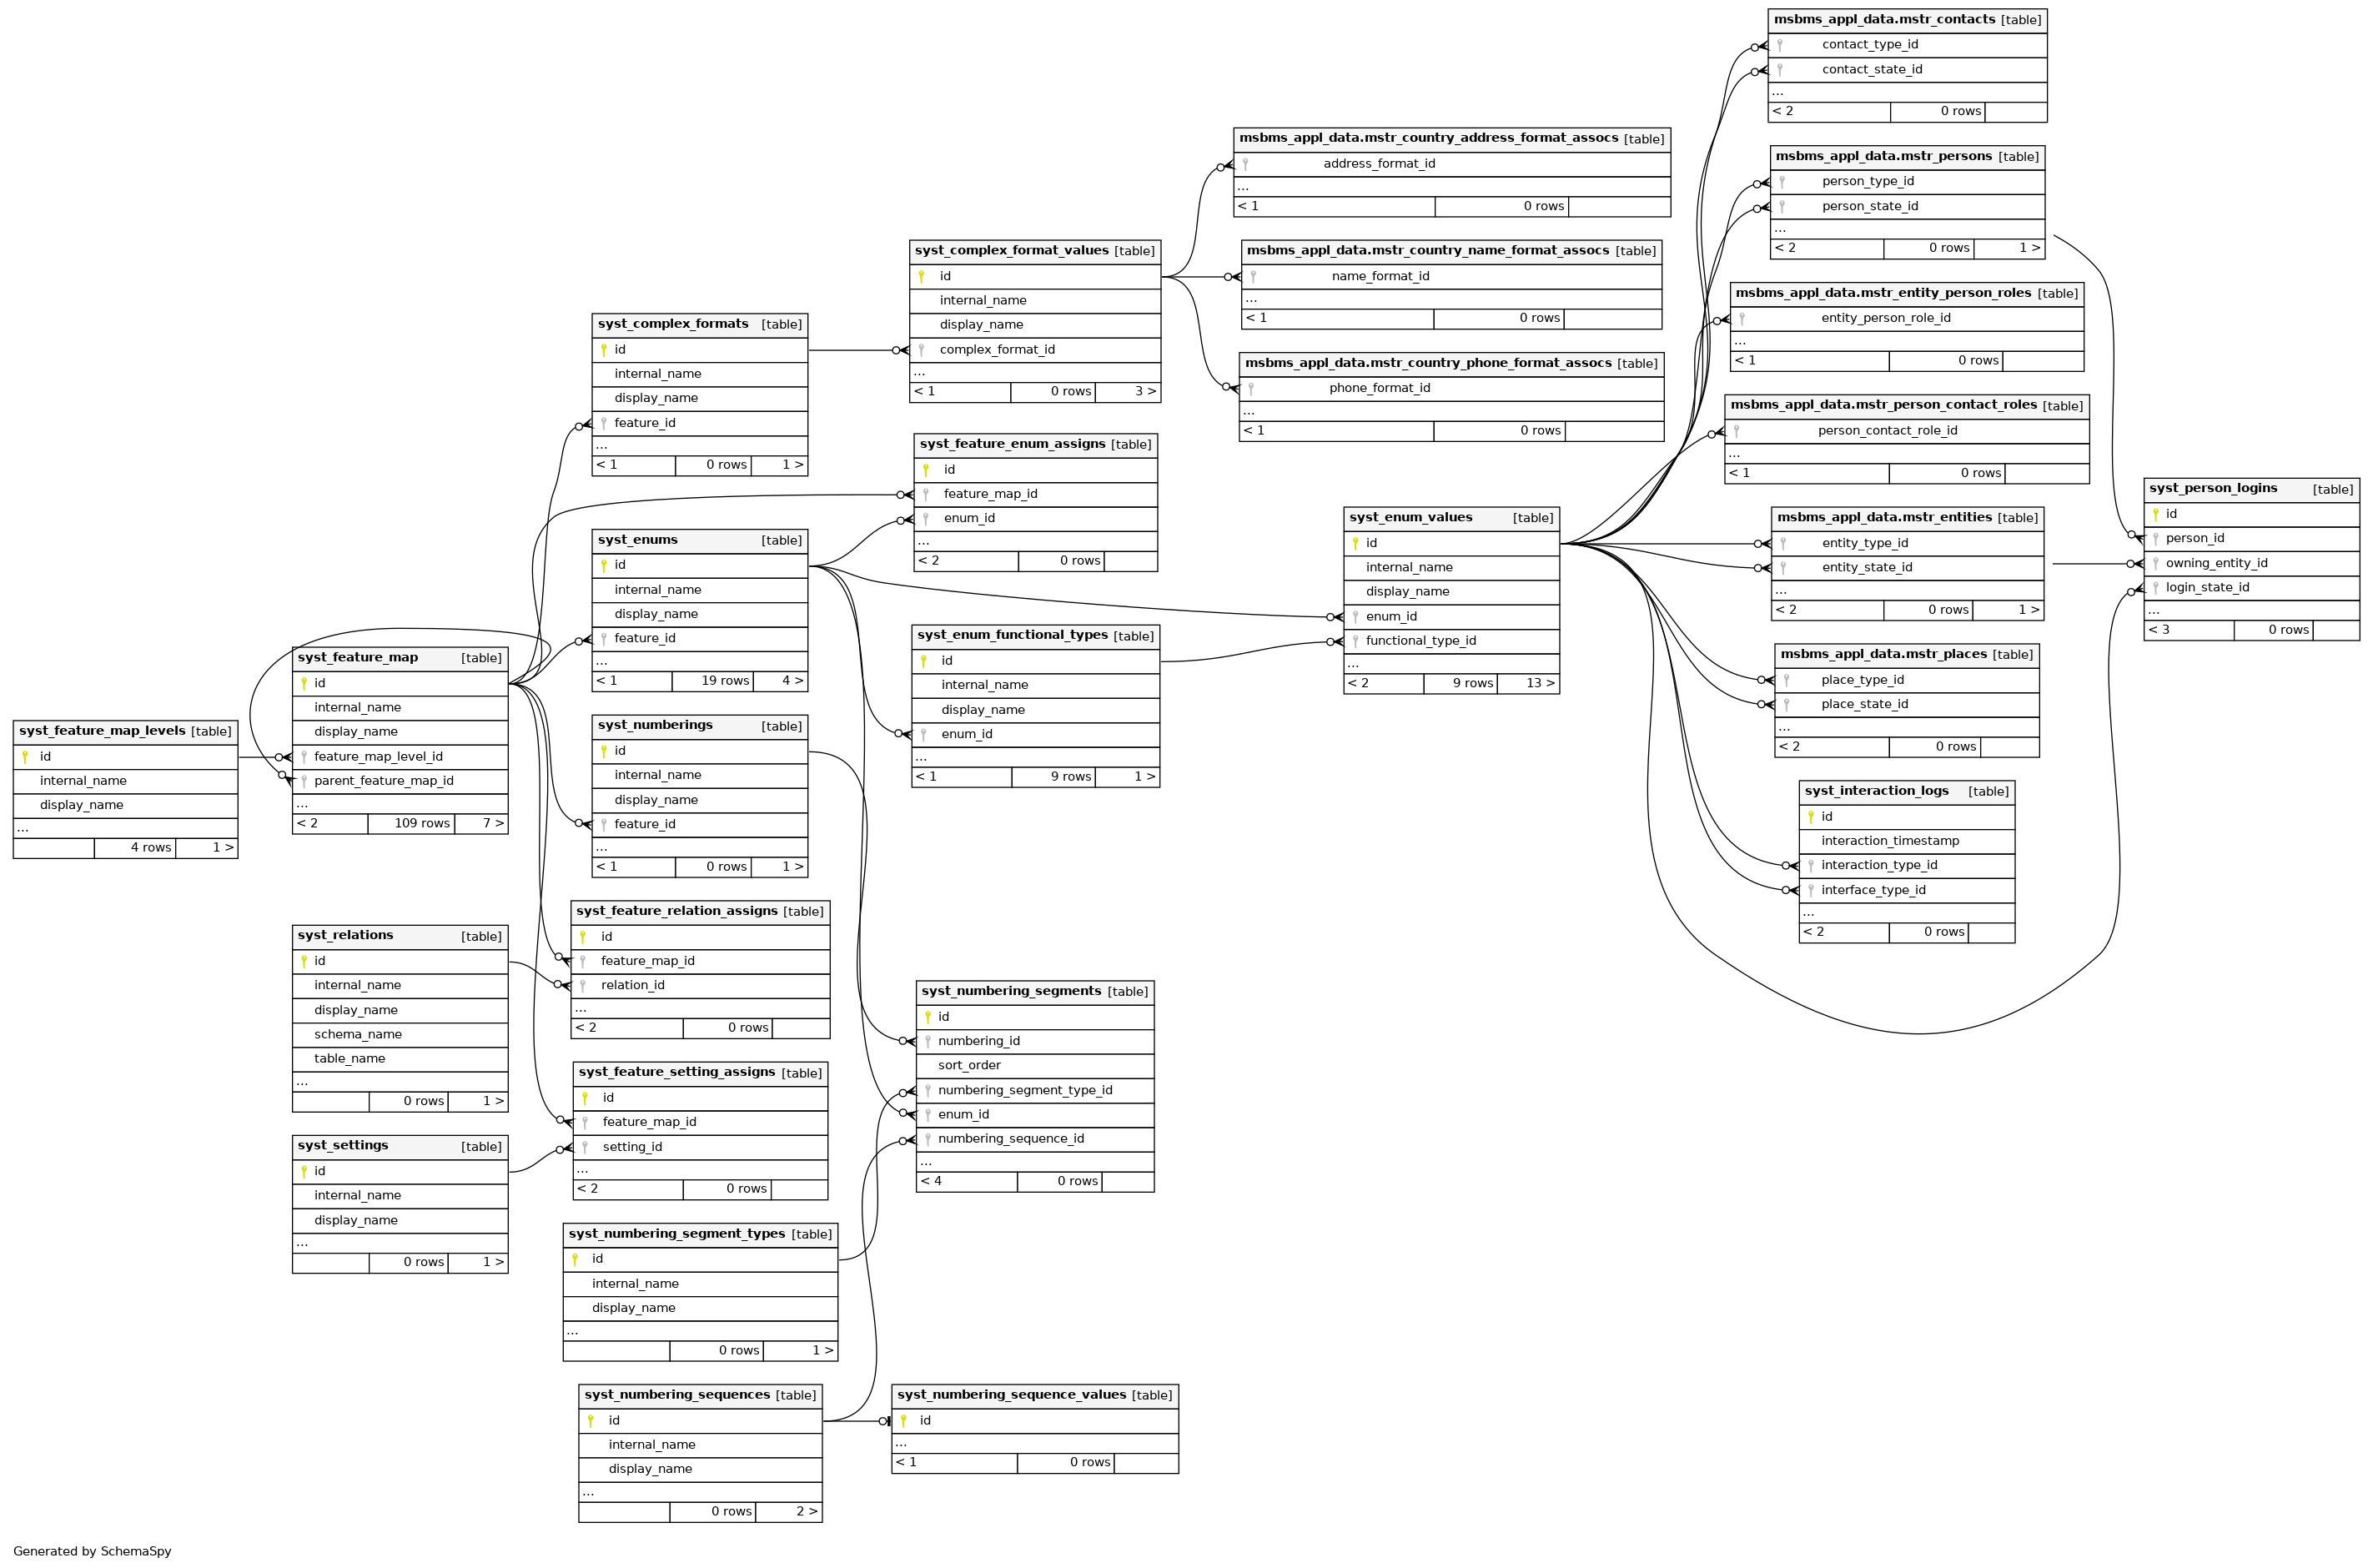 syst_feature_map_levels [table]
id
internal_name
display_name
...
4 rows 1 >
syst_feature_map [table]
id
internal_name
display_name
feature_map_level_id
parent_feature_map_id
...
< 2 109 rows 7 >
syst_relations [table]
id
internal_name
display_name
schema_name
table_name
...
0 rows 1 >
syst_settings [table]
id
internal_name
display_name
...
0 rows 1 >
syst_complex_formats [table]
id
internal_name
display_name
feature_id
...
< 1 0 rows 1 >
syst_enums [table]
id
internal_name
display_name
feature_id
...
< 1 19 rows 4 >
syst_numberings [table]
id
internal_name
display_name
feature_id
...
< 1 0 rows 1 >
syst_feature_relation_assigns [table]
id
feature_map_id
relation_id
...
< 2 0 rows
syst_feature_setting_assigns [table]
id
feature_map_id
setting_id
...
< 2 0 rows
syst_numbering_segment_types [table]
id
internal_name
display_name
...
0 rows 1 >
syst_numbering_sequences [table]
id
internal_name
display_name
...
0 rows 2 >
syst_complex_format_values [table]
id
internal_name
display_name
complex_format_id
...
< 1 0 rows 3 >
syst_feature_enum_assigns [table]
id
feature_map_id
enum_id
...
< 2 0 rows
syst_enum_functional_types [table]
id
internal_name
display_name
enum_id
...
< 1 9 rows 1 >
syst_numbering_segments [table]
id
numbering_id
sort_order
numbering_segment_type_id
enum_id
numbering_sequence_id
...
< 4 0 rows
syst_numbering_sequence_values [table]
id
...
< 1 0 rows
msbms_appl_data.mstr_country_address_format_assocs [table]
address_format_id
...
< 1 0 rows
msbms_appl_data.mstr_country_name_format_assocs [table]
name_format_id
...
< 1 0 rows
msbms_appl_data.mstr_country_phone_format_assocs [table]
phone_format_id
...
< 1 0 rows
syst_enum_values [table]
id
internal_name
display_name
enum_id
functional_type_id
...
< 2 9 rows 13 >
msbms_appl_data.mstr_contacts [table]
contact_type_id
contact_state_id
...
< 2 0 rows
msbms_appl_data.mstr_persons [table]
person_type_id
person_state_id
...
< 2 0 rows 1 >
msbms_appl_data.mstr_entity_person_roles [table]
entity_person_role_id
...
< 1 0 rows
msbms_appl_data.mstr_person_contact_roles [table]
person_contact_role_id
...
< 1 0 rows
msbms_appl_data.mstr_entities [table]
entity_type_id
entity_state_id
...
< 2 0 rows 1 >
msbms_appl_data.mstr_places [table]
place_type_id
place_state_id
...
< 2 0 rows
syst_interaction_logs [table]
id
interaction_timestamp
interaction_type_id
interface_type_id
...
< 2 0 rows
syst_person_logins [table]
id
person_id
owning_entity_id
login_state_id
...
< 3 0 rows
Generated by SchemaSpy